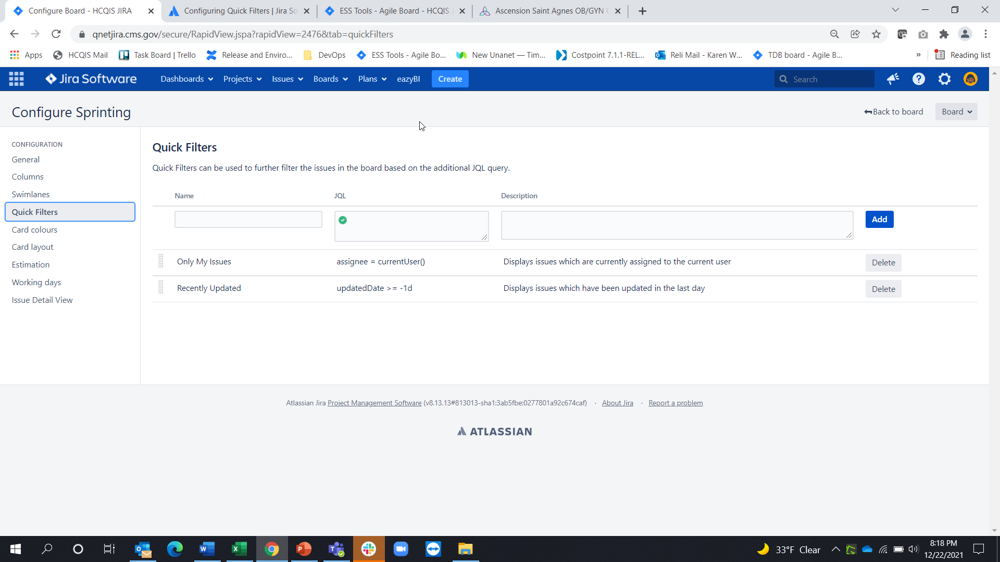 Configure Board - HCQIS JIRA
Configuring Quick Filters | Jira So
ESS Tools - Agile Board - HCQIS J
Ascension Saint Agnes OB/GYN
qnetjira.cms.gov/secure/RapidView.jspa?rapidView=2476&tab=quickFilters
Apps
HCQIS Mail
Task Board | Trello
Release and Enviro...
DevOps
ESS Tools - Agile Bo...
New Unanet — Tim...
Costpoint 7.1.1-REL...
Reli Mail - Karen W...
TDB board - Agile B...
»
Reading list
Jira Software
Dashboards
Projects
Issues
Boards
Plans
eazyBI
Create
Search
Configure Sprinting
Back to board
Board
CONFIGURATION
General
Columns
Swimlanes
Quick Filters
Card colours
Card layout
Estimation
Working days
Issue Detail View
Quick Filters
Quick Filters can be used to further filter the issues in the board based on the additional JQL query.
Name JQL Description
Add
Only My Issues assignee = currentUser() Displays issues which are currently assigned to the current user Delete
Recently Updated updatedDate >= -1d Displays issues which have been updated in the last day Delete
Atlassian Jira Project Management Software (v8.13.13#813013-sha1:3ab5fbe:0277801a92c674caf) · About Jira · Report a problem
ATLASSIAN
33°F Clear
8:18 PM
12/22/2021